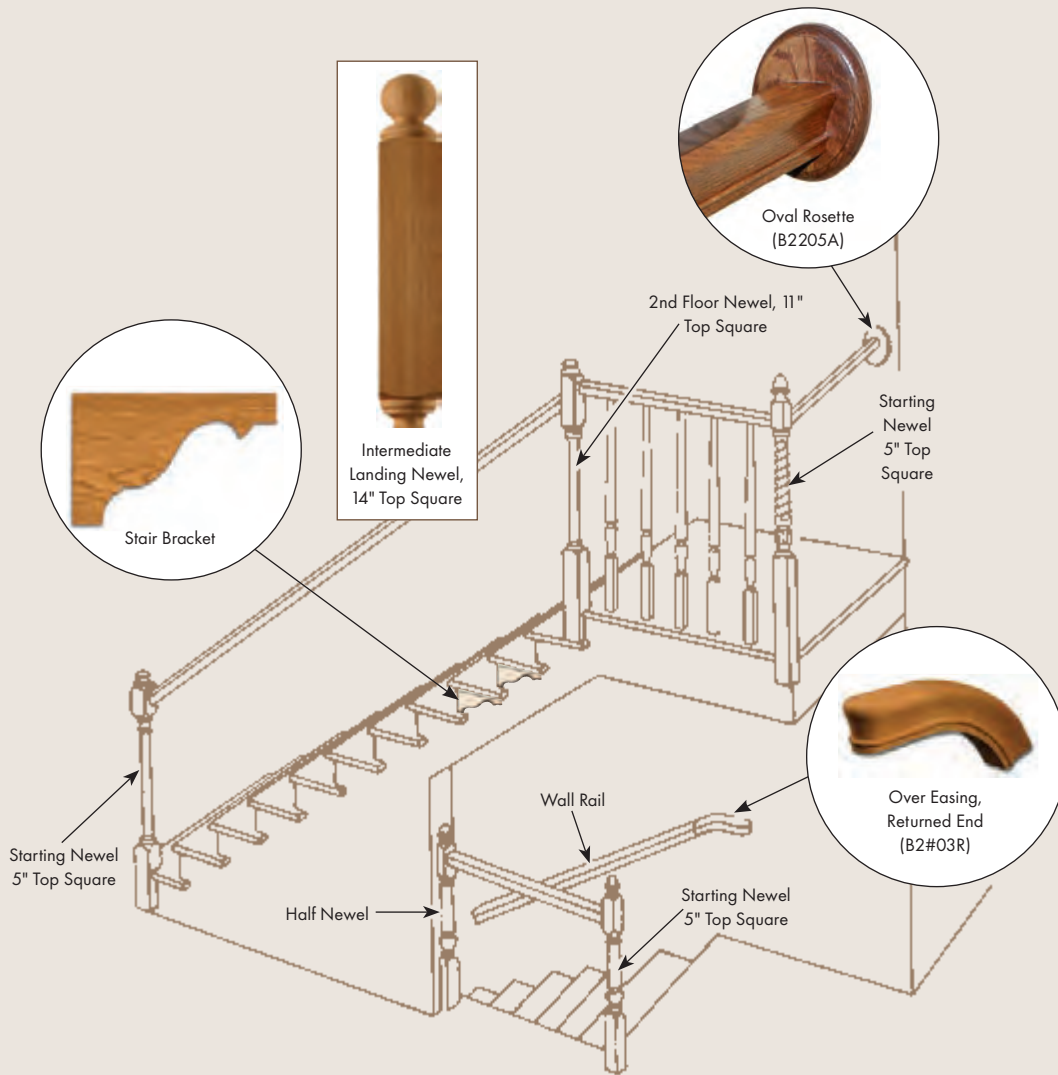 Oval Rosette
(B2205A)
2nd Floor Newel, 11"
Top Square
Starting
Newel
5" Top
Square
Intermediate
Landing Newel,
14" Top Square
Stair Bracket
Wall Rail
Over Easing,
Returned End
(B2#03R)
Starting Newel
5" Top Square
Half Newel
Starting Newel
5" Top Square